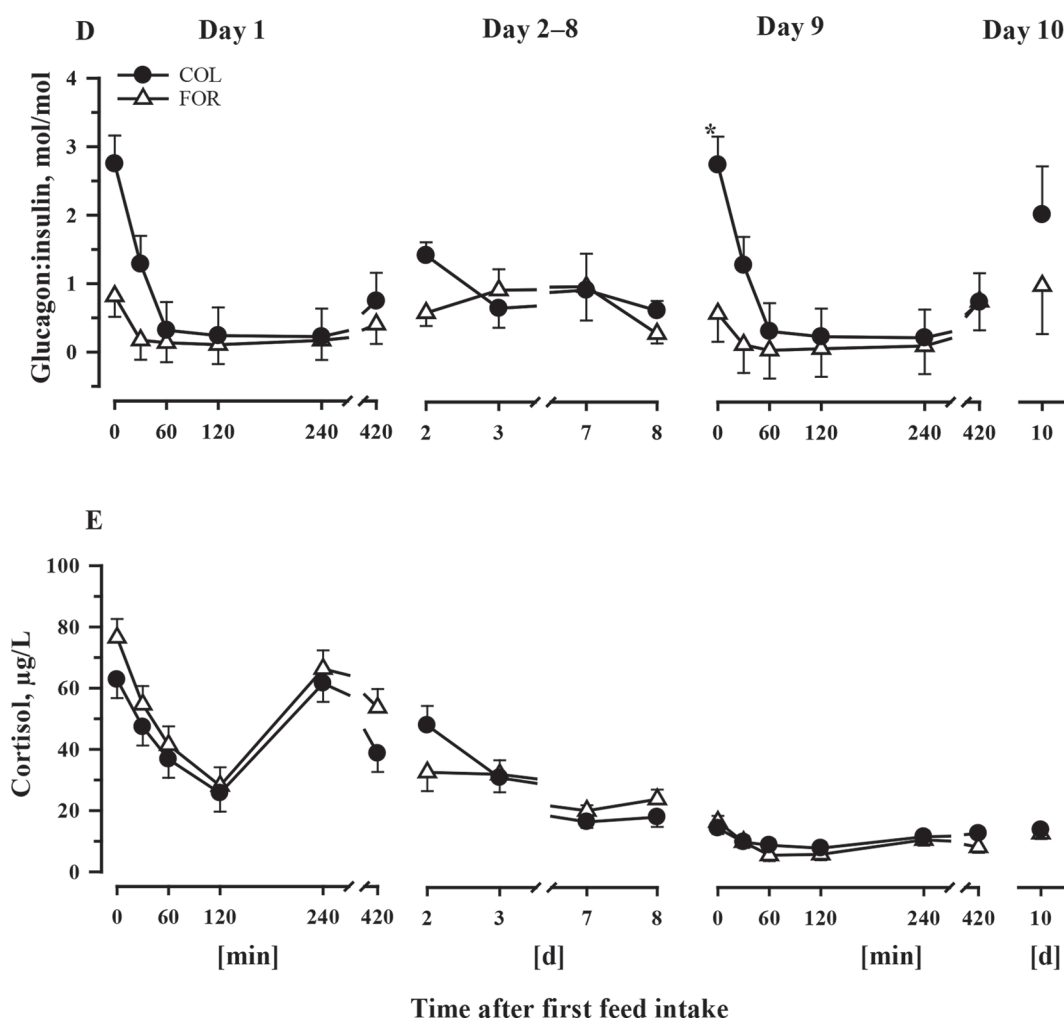 D Day 1 Day 2–8 Day 9 Day 10
COL
FOR
Glucagon:insulin, mol/mol
4
3
2
1
0
*
0 60 120 240 420 2 3 7 8 0 60 120 240 420 10
E
Cortisol, µg/L
100
80
60
40
20
0
0 60 120 240 420 2 3 7 8 0 60 120 240 420 10
[min] [d] [min] [d]
Time after first feed intake